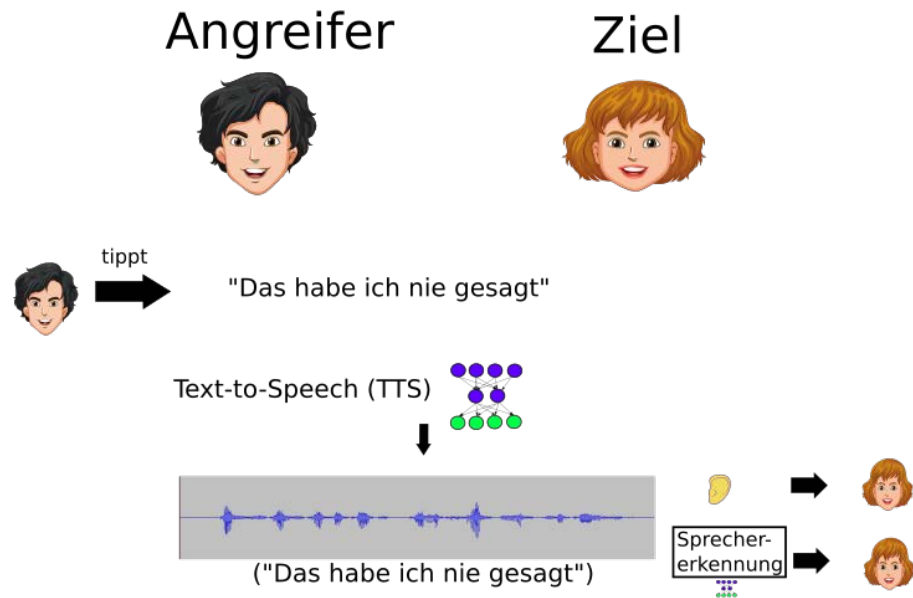 Angreifer
Ziel
tippt
"Das habe ich nie gesagt"
Text-to-Speech (TTS)
("Das habe ich nie gesagt")
Sprecher-
erkennung